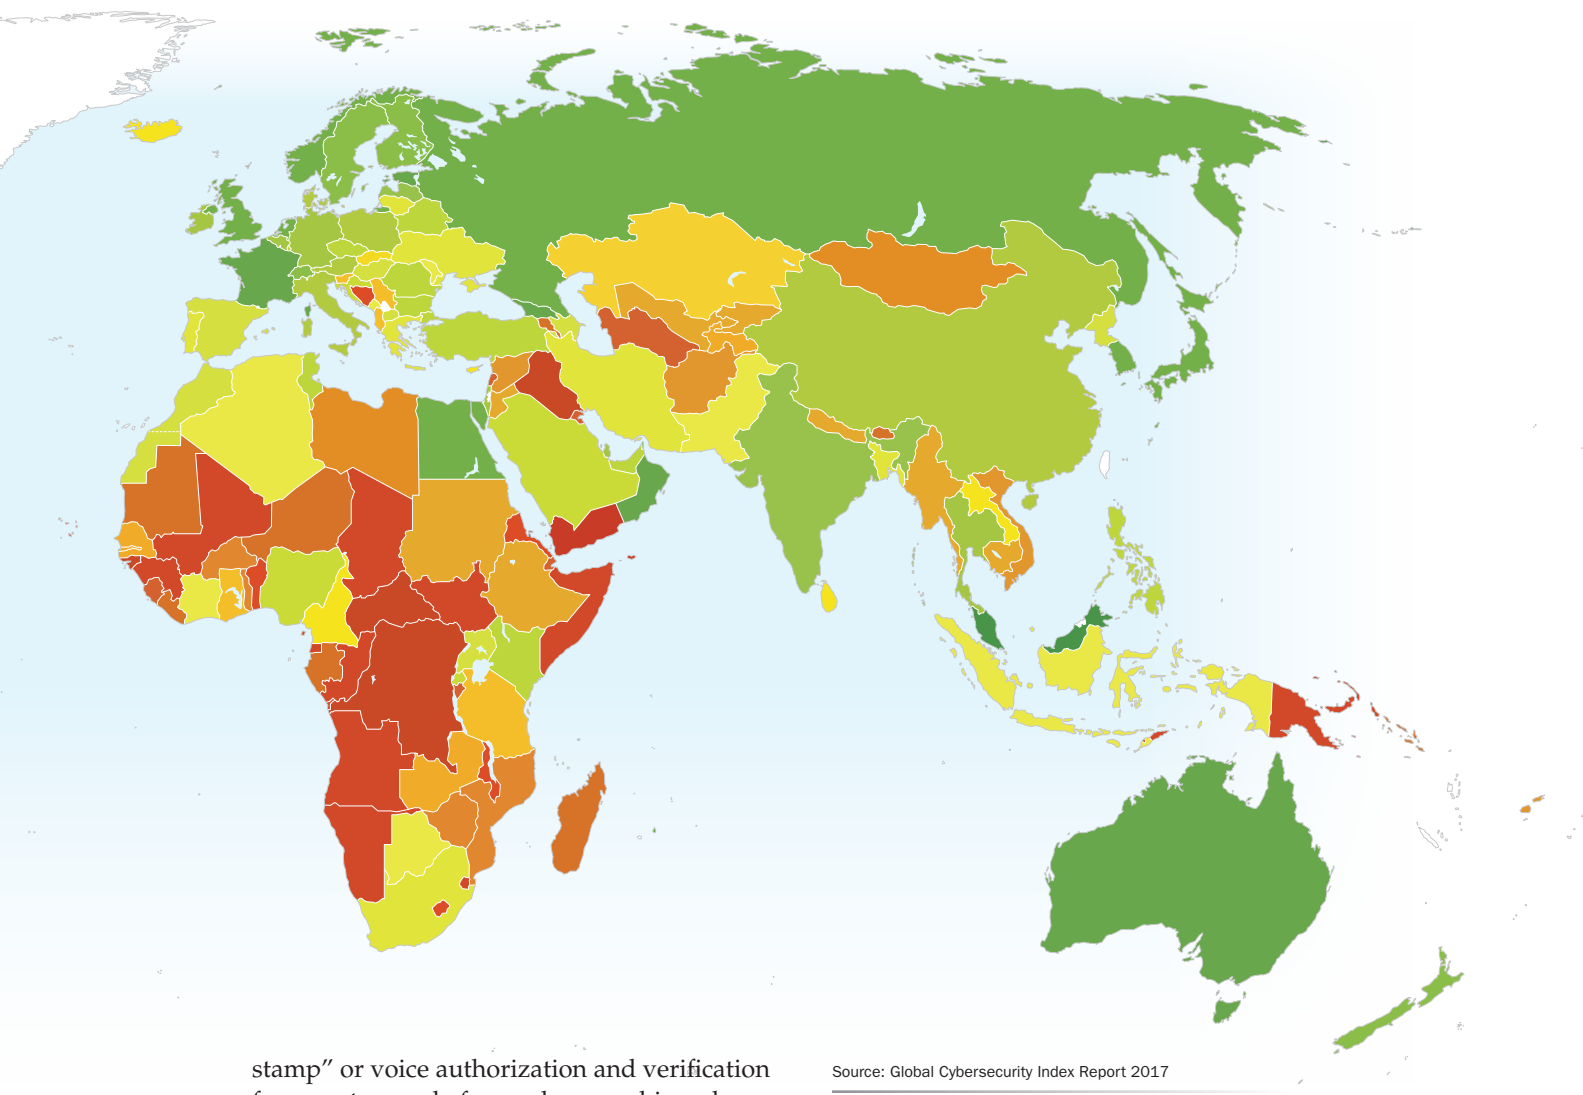 stamp” or voice authorization and verification
Source: Global Cybersecurity Index Report 2017